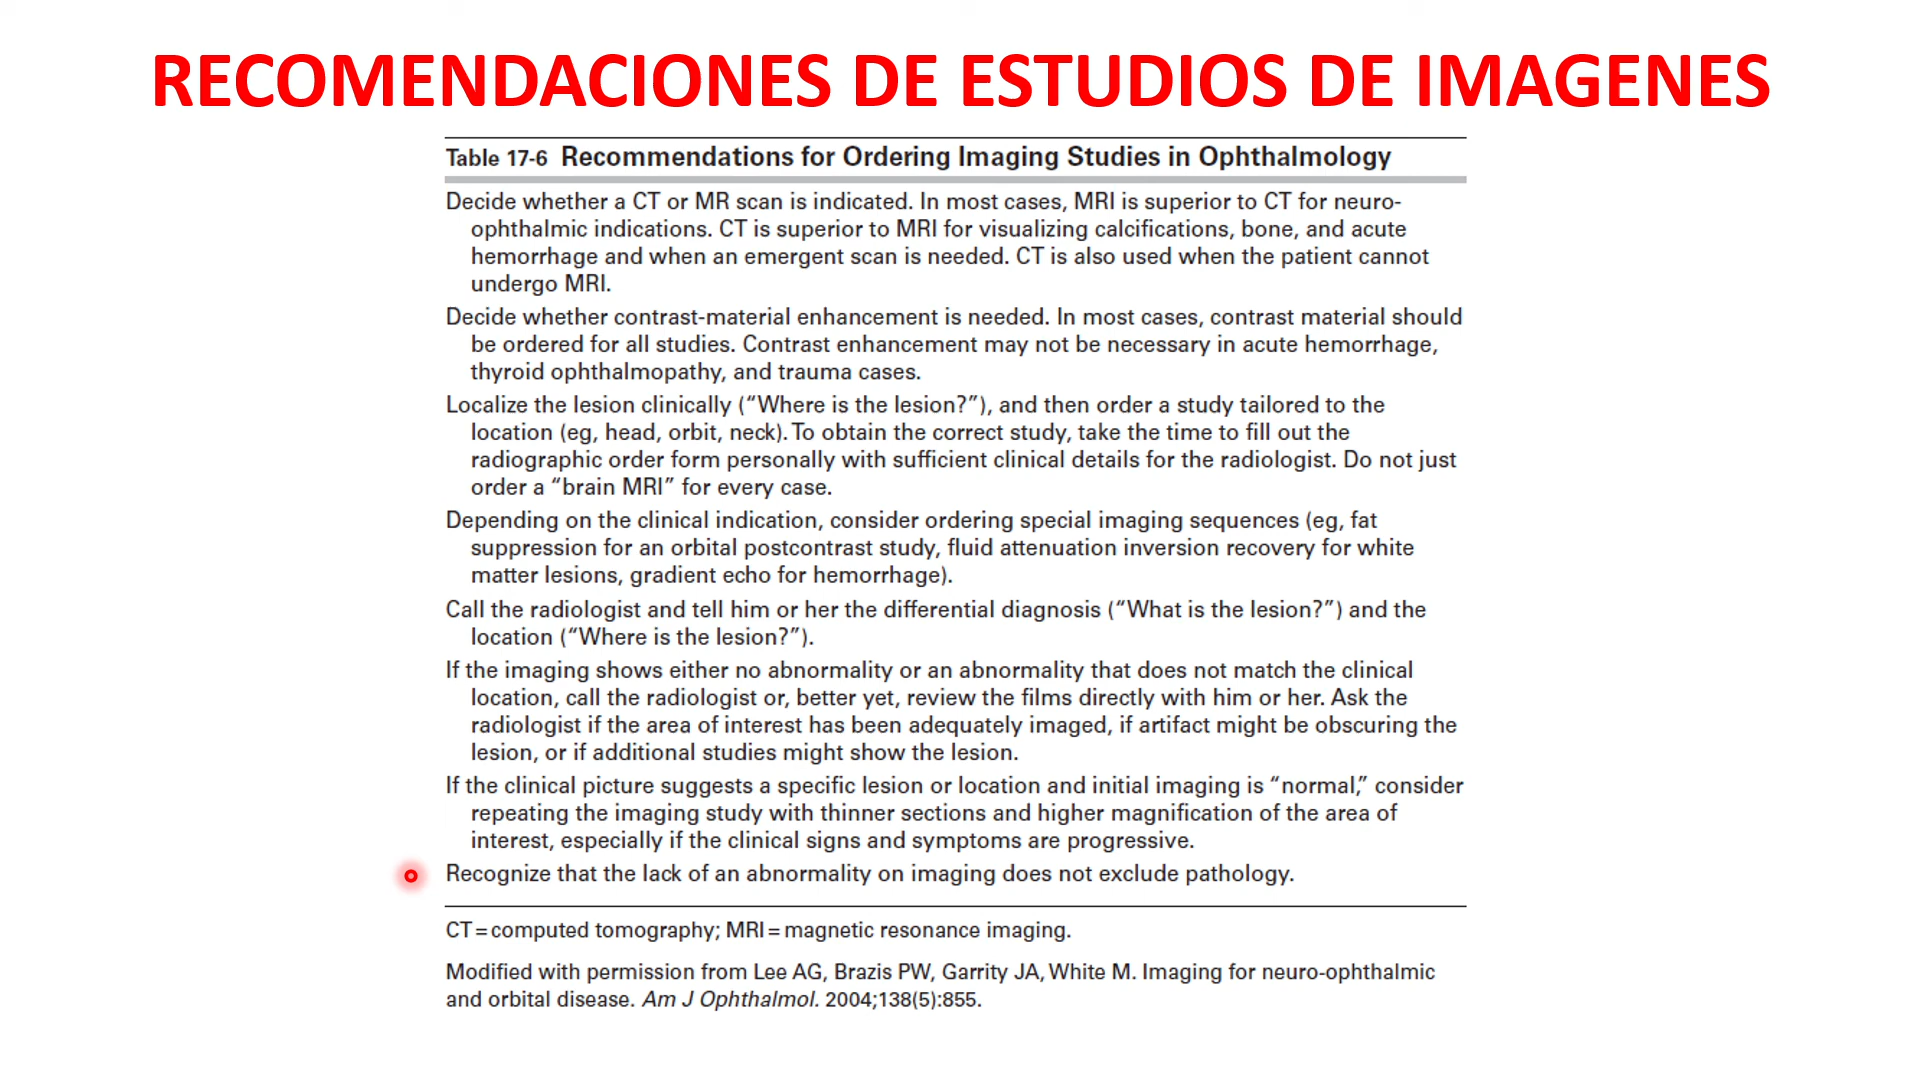 RECOMENDACIONES DE ESTUDIOS DE IMAGENES
Table 17-6 Recommendations for Ordering Imaging Studies in Ophthalmology
Decide whether a CT or MR scan is indicated. In most cases, MRI is superior to CT for neuro-
ophthalmic indications. CT is superior to MRI for visualizing calcifications, bone, and acute
hemorrhage and when an emergent scan is needed. CT is also used when the patient cannot
undergo MRI.
Decide whether contrast-material enhancement is needed. In most cases, contrast material should
be ordered for all studies. Contrast enhancement may not be necessary in acute hemorrhage,
thyroid ophthalmopathy, and trauma cases.
Localize the lesion clinically (“Where is the lesion?”), and then order a study tailored to the
location (eg, head, orbit, neck). To obtain the correct study, take the time to fill out the
radiographic order form personally with sufficient clinical details for the radiologist. Do not just
order a “brain MRI” for every case.
Depending on the clinical indication, consider ordering special imaging sequences (eg, fat
suppression for an orbital postcontrast study, fluid attenuation inversion recovery for white
matter lesions, gradient echo for hemorrhage).
Call the radiologist and tell him or her the differential diagnosis (“What is the lesion?”) and the
location (“Where is the lesion?”).
If the imaging shows either no abnormality or an abnormality that does not match the clinical
location, call the radiologist or, better yet, review the films directly with him or her. Ask the
radiologist if the area of interest has been adequately imaged, if artifact might be obscuring the
lesion, or if additional studies might show the lesion.
If the clinical picture suggests a specific lesion or location and initial imaging is “normal,” consider
repeating the imaging study with thinner sections and higher magnification of the area of
interest, especially if the clinical signs and symptoms are progressive.
Recognize that the lack of an abnormality on imaging does not exclude pathology.
CT = computed tomography; MRI = magnetic resonance imaging.
Modified with permission from Lee AG, Brazis PW, Garrity JA, White M. Imaging for neuro-ophthalmic
and orbital disease. Am J Ophthalmol. 2004;138(5):855.